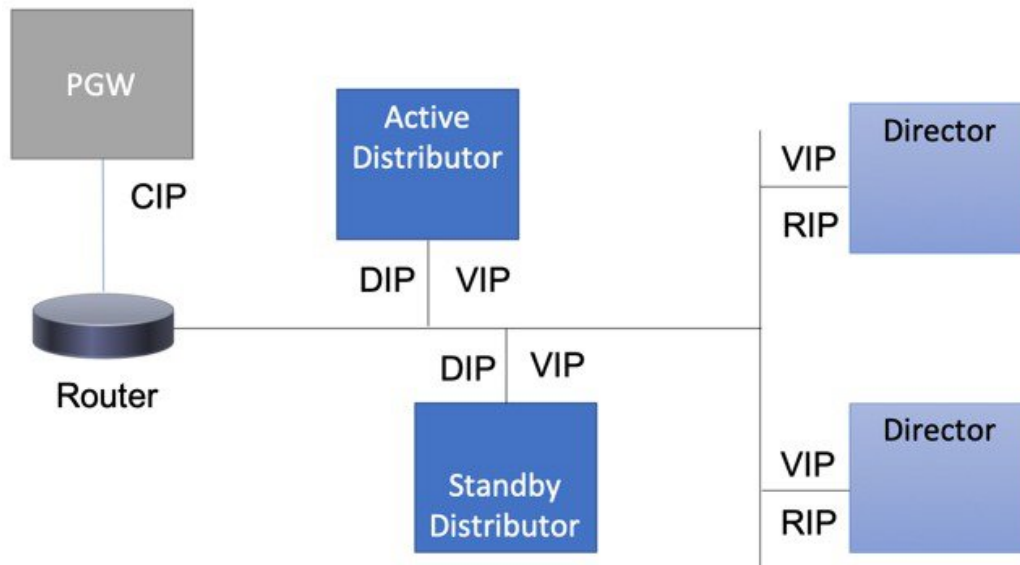 PGW
CIP
Router
Active
Distributor
DIP VIP
DIP VIP
Standby
Distributor
VIP
RIP
Director
VIP
RIP
Director